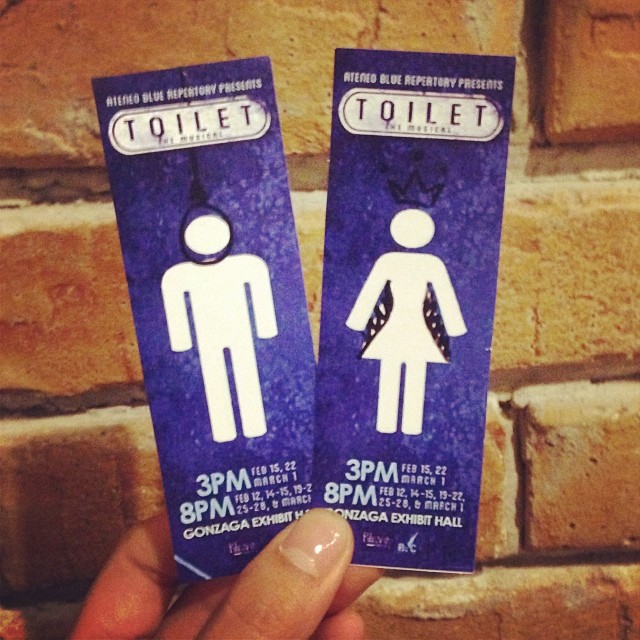 ATENEO BLUE REPERTORY PRESENTS
TOILET
THE MUSICAL
3PM FEB 15, 22
MARCH 1
8PM FEB 12, 14-15, 19-2
25-28, & MARC
GONZAGA EXHIBIT HA
ATENEO BLUE REPERTORY PRESENTS
TOILET
THE MUSICAL
3PM FEB 15, 22
MARCH 1
8PM FEB 12, 14-15, 19-22,
25-28, & MARCH 1
GONZAGA EXHIBIT HALL